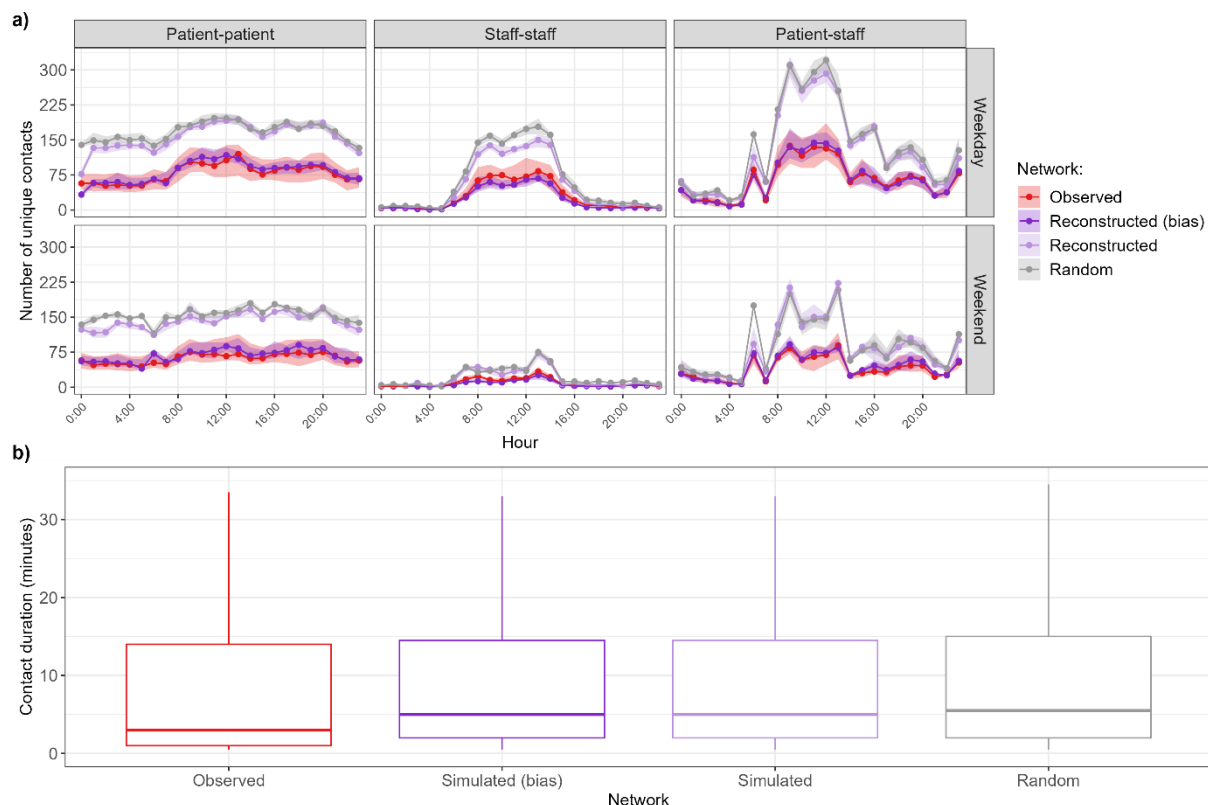 a)
Patient-patient Staff-staff Patient-staff
Number of unique contacts
300
225
150
75
0
Weekday
300
225
150
75
0
Weekend
0:00 4:00 8:00 12:00 16:00 20:00 0:00 4:00 8:00 12:00 16:00 20:00 0:00 4:00 8:00 12:00 16:00 20:00
Hour
Network:
Observed
Reconstructed (bias)
Reconstructed
Random
b)
Contact duration (minutes)
30
20
10
0
Observed Simulated (bias) Simulated Random
Network